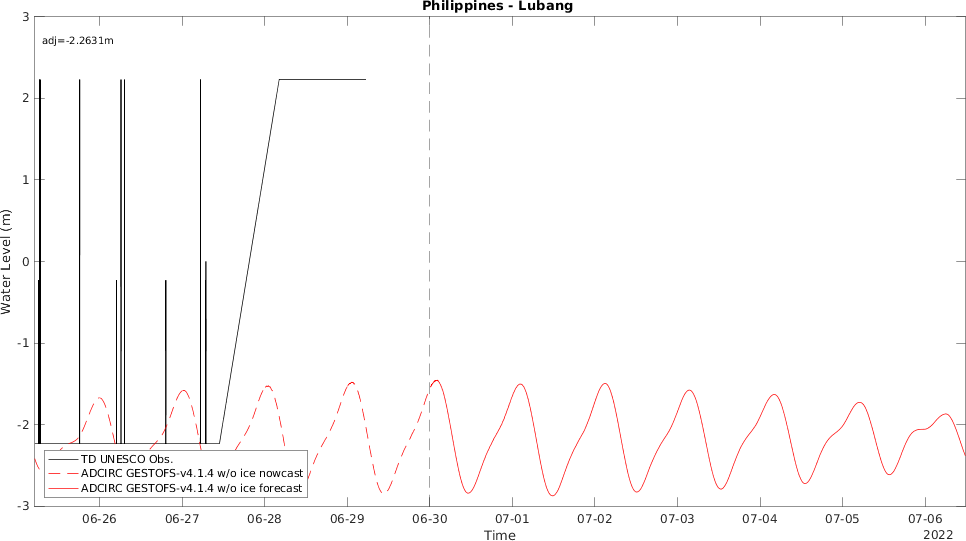 Philippines - Lubang
adj=-2.2631m
3
2
1
0
-1
-2
-3
Water Level (m)
TD UNESCO Obs.
ADCIRC GESTOFS-v4.1.4 w/o ice nowcast
ADCIRC GESTOFS-v4.1.4 w/o ice forecast
06-26 06-27 06-28 06-29 06-30 07-01 07-02 07-03 07-04 07-05 07-06
Time
2022